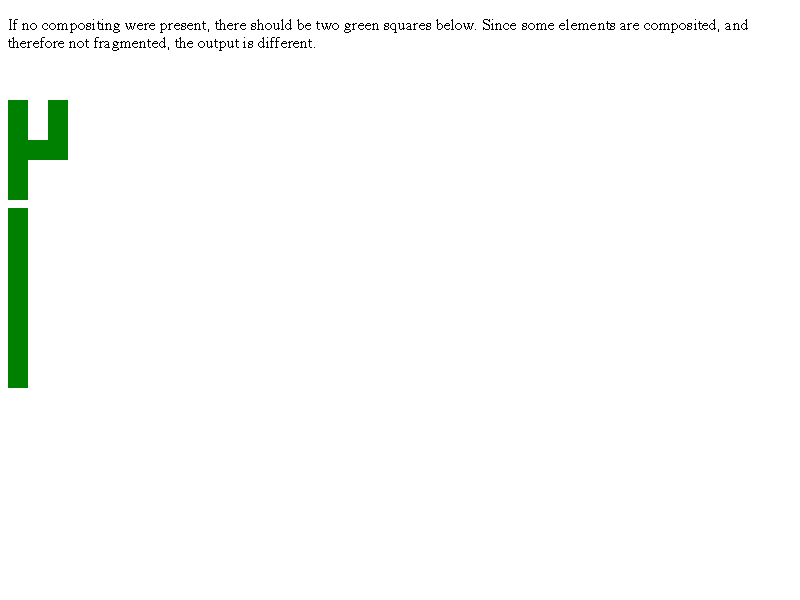 If no compositing were present, there should be two green squares below. Since some elements are composited, and
therefore not fragmented, the output is different.